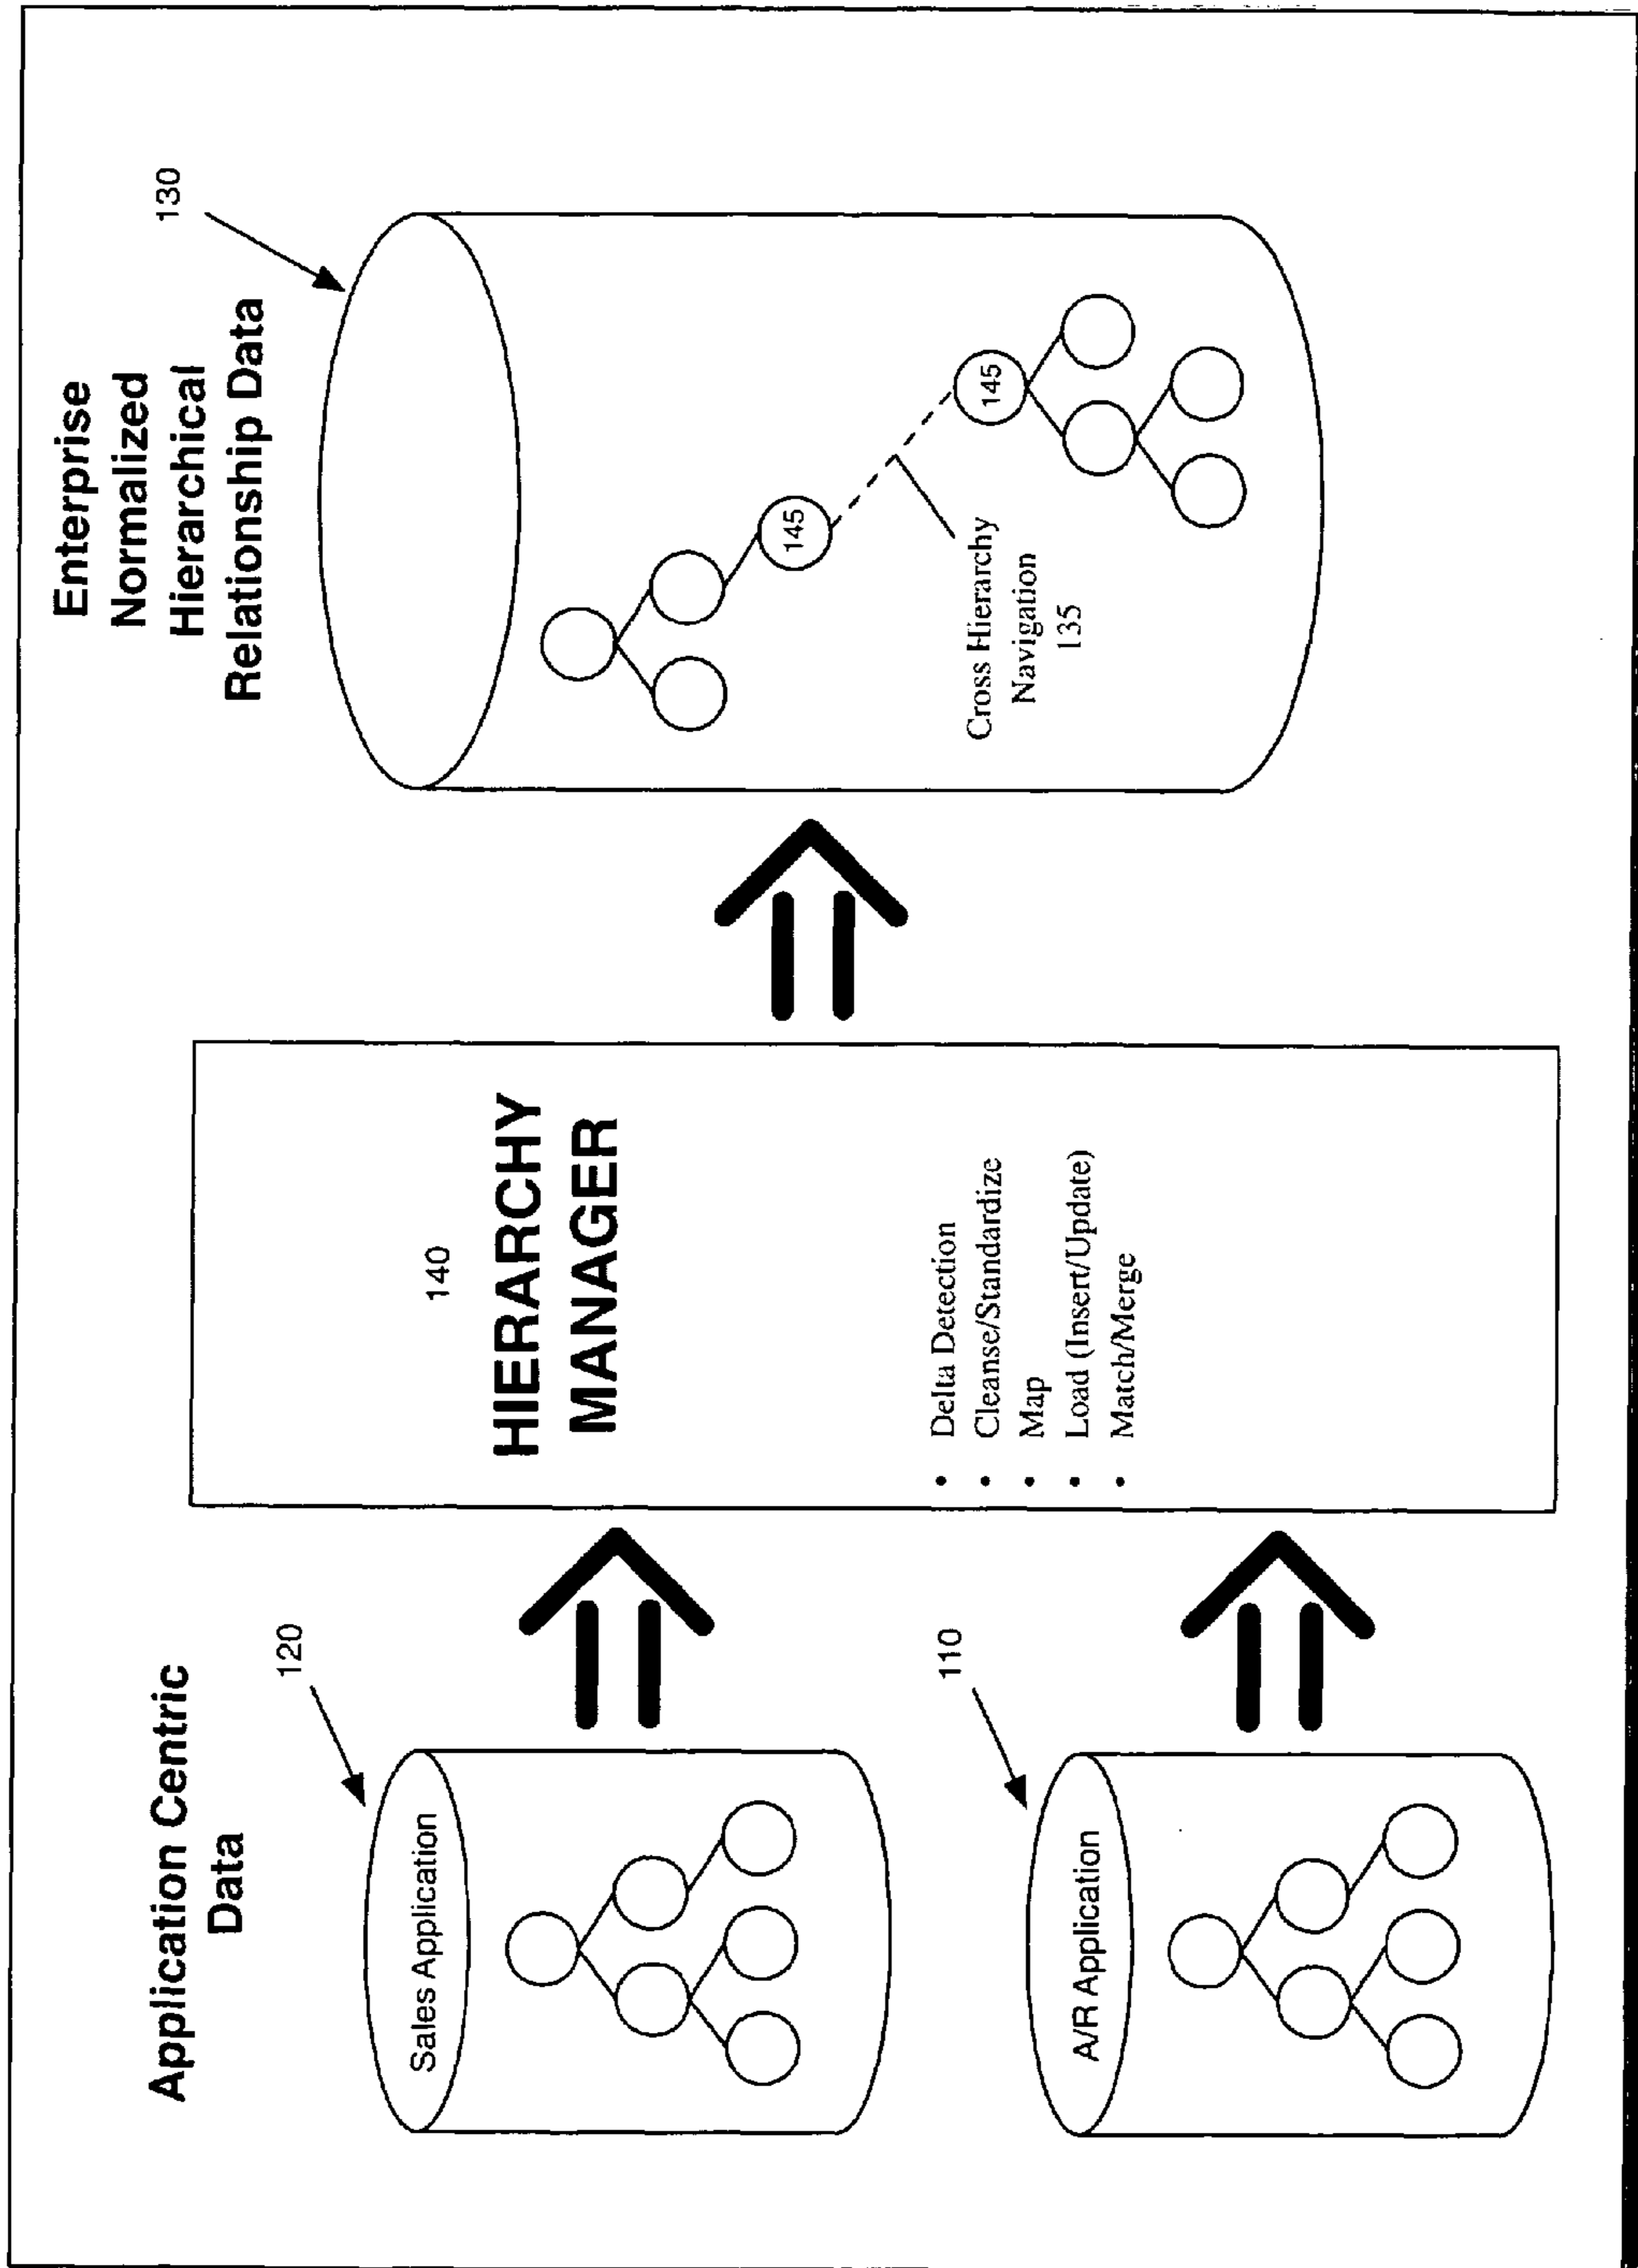 Application Centric
Data
120
Sales Application
110
A/R Application
140
HIERARCHY
MANAGER
• Delta Detection
• Cleanse/Standardize
• Map
• Load (Insert/Update)
• Match/Merge
Enterprise
Normalized
Hierarchical
Relationship Data
130
145
145
Cross Hierarchy
Navigation
135